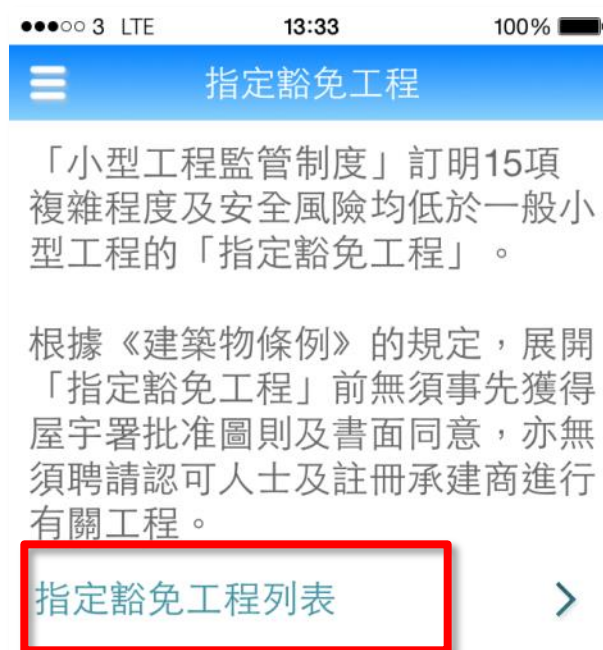 ●●●○○ 3 LTE 13:33 100%
指定豁免工程
「小型工程監管制度」訂明15項
複雜程度及安全風險均低於一般小
型工程的「指定豁免工程」。
根據《建築物條例》的規定，展開
「指定豁免工程」前無須事先獲得
屋宇署批准圖則及書面同意，亦無
須聘請認可人士及註冊承建商進行
有關工程。
指定豁免工程列表